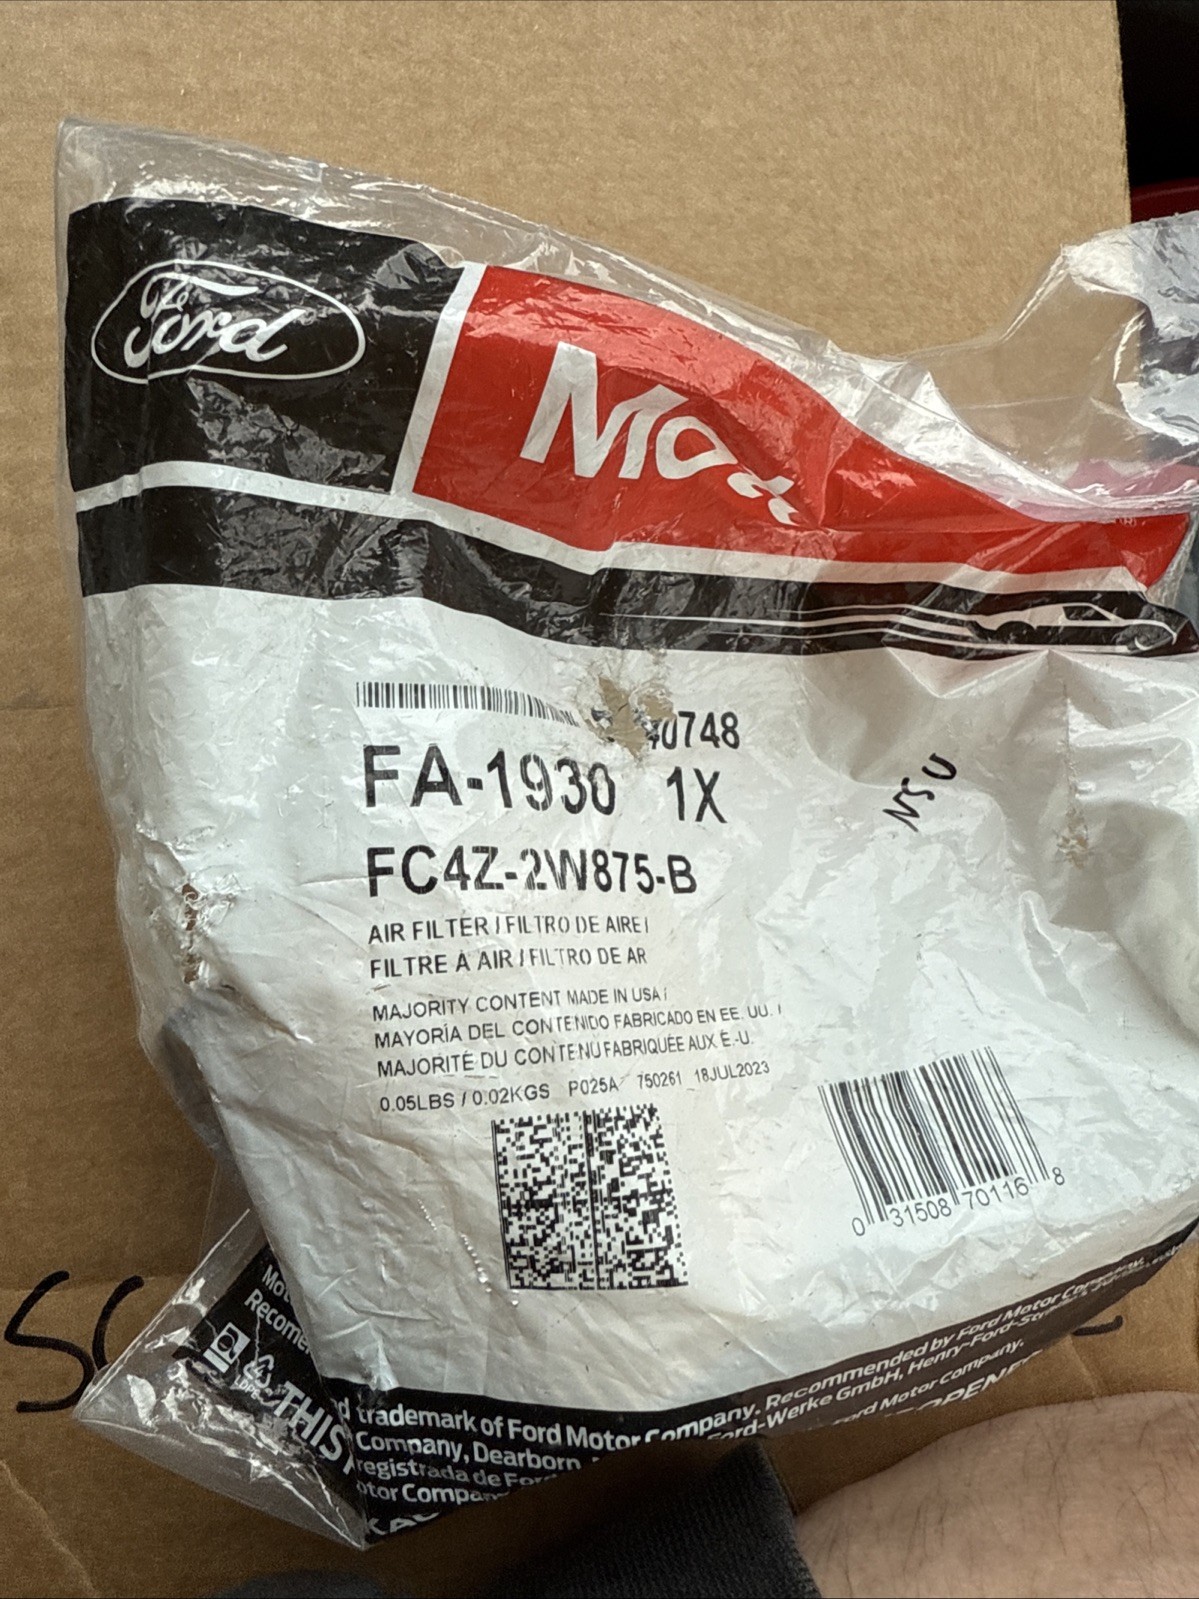 Ford
40748
FA-1930 1X
FC4Z-2W875-B
NSU
AIR FILTER / FILTRO DE AIRE /
FILTRE À AIR / FILTRO DE AR
MAJORITY CONTENT MADE IN USA /
MAYORÍA DEL CONTENIDO FABRICADO EN EE. UU. /
MAJORITÉ DU CONTENU FABRIQUÉE AUX É.-U.
0.05LBS / 0.02KGS P025A 750261 18JUL2023
0 31508 70116 8
trademark of Ford Motor Company. Recommended by Ford Motor Company.
Company, Dearborn
Ford-Werke GmbH, Henry-Ford-
registrada de
Ford Motor Company.
THIS